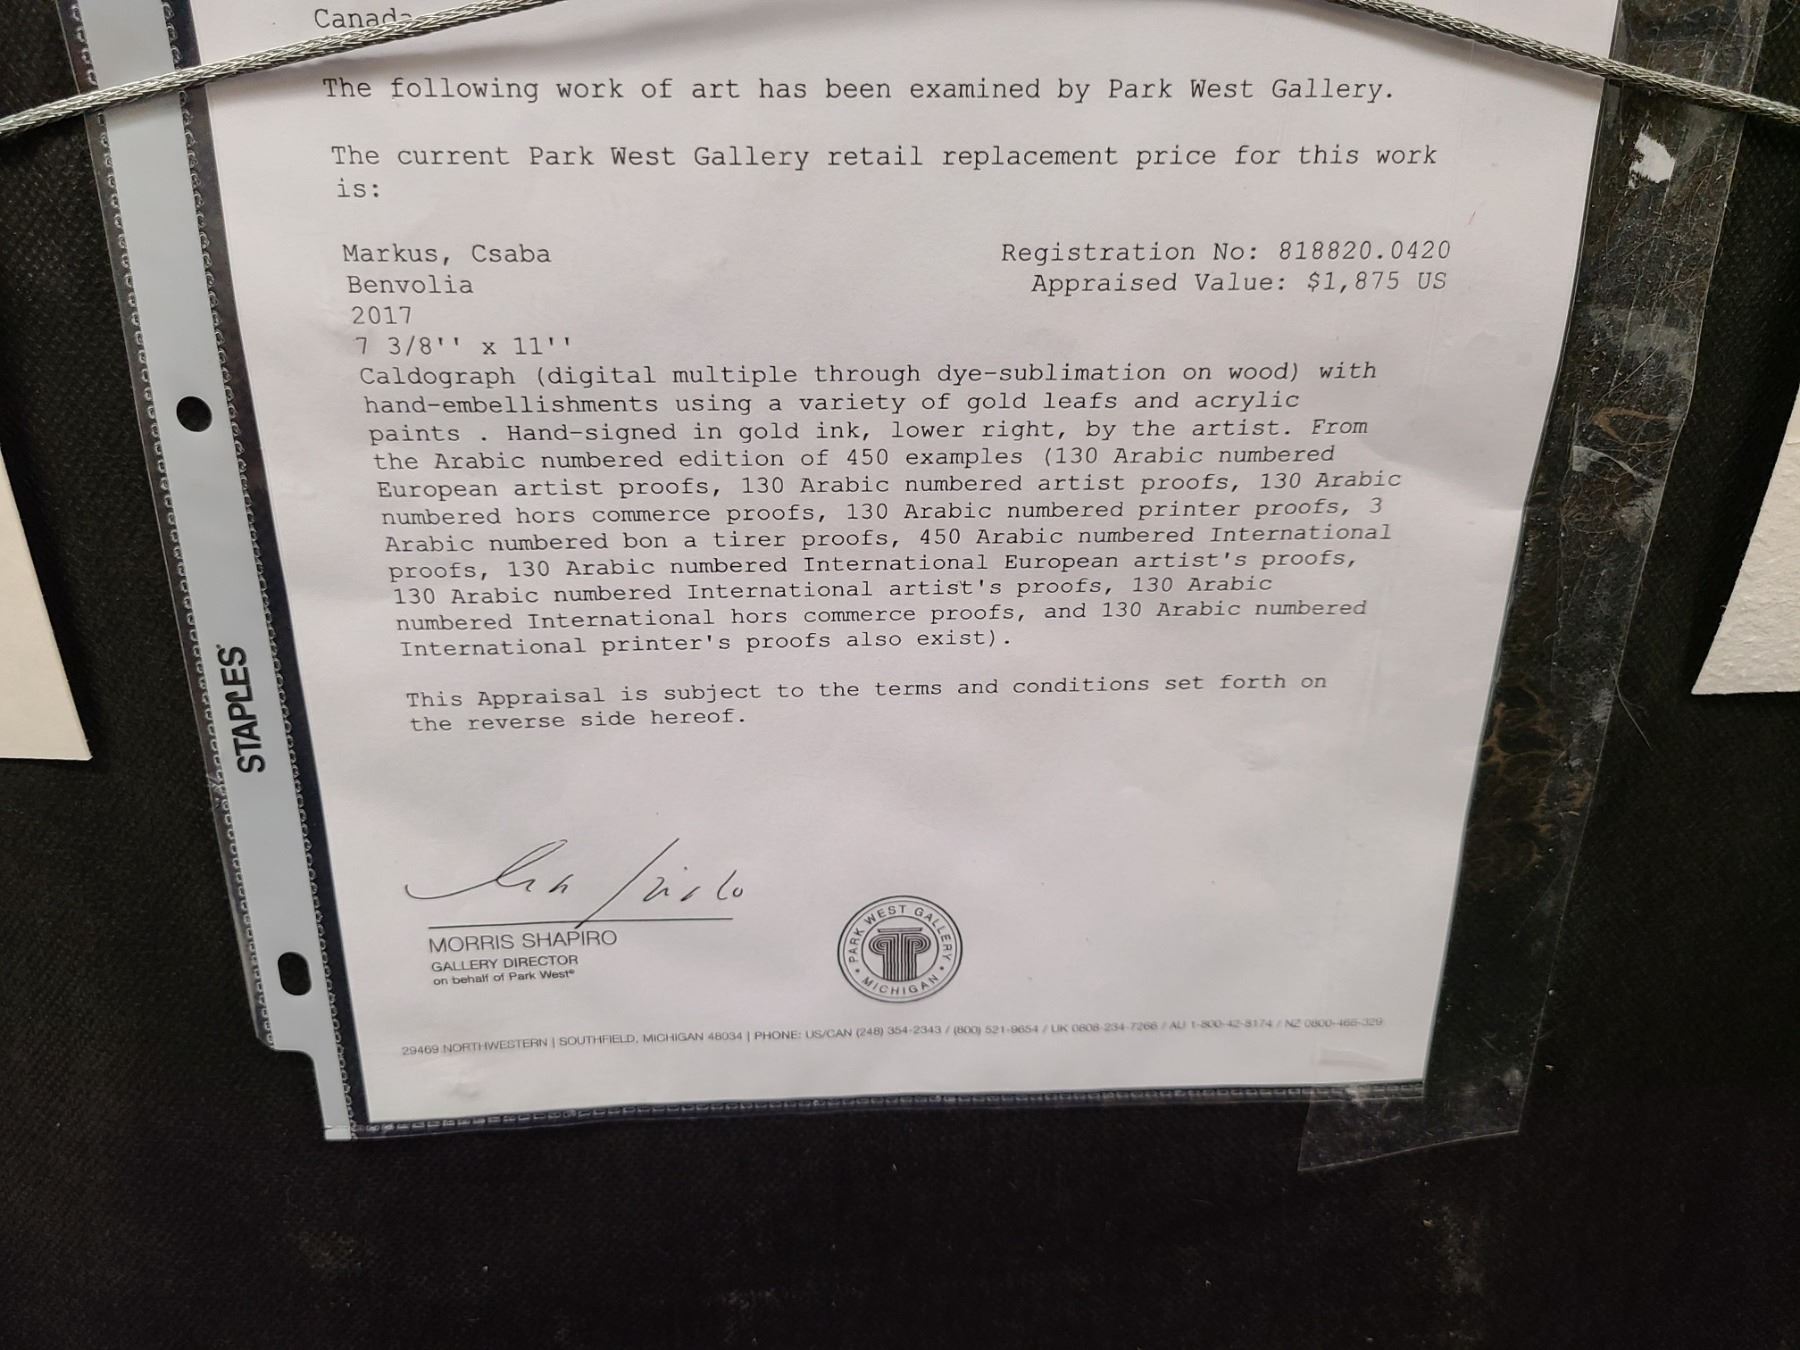 Canada
The following work of art has been examined by Park West Gallery.
The current Park West Gallery retail replacement price for this work
is:
Markus, Csaba
Registration No: 818820.0420
Benvolia
Appraised Value: $1,875 US
2017
7 3/8'' x 11''
Caldograph (digital multiple through dye-sublimation on wood) with
hand-embellishments using a variety of gold leafs and acrylic
paints . Hand-signed in gold ink, lower right, by the artist. From
the Arabic numbered edition of 450 examples (130 Arabic numbered
European artist proofs, 130 Arabic numbered artist proofs, 130 Arabic
numbered hors commerce proofs, 130 Arabic numbered printer proofs, 3
Arabic numbered bon a tirer proofs, 450 Arabic numbered International
proofs, 130 Arabic numbered International European artist's proofs,
130 Arabic numbered International artist's proofs, 130 Arabic
numbered International hors commerce proofs, and 130 Arabic numbered
International printer's proofs also exist).
This Appraisal is subject to the terms and conditions set forth on
the reverse side hereof.
STAPLES
MORRIS SHAPIRO
GALLERY DIRECTOR
on behalf of Park West®
PARK WEST GALLERY • MICHIGAN •
29469 NORTHWESTERN | SOUTHFIELD, MICHIGAN 48034 | PHONE: US/CAN (248) 354-2343 / (800) 521-9654 / UK 0808-234-7266 / AU 1-800-42-8174 / NZ 0800-466-329